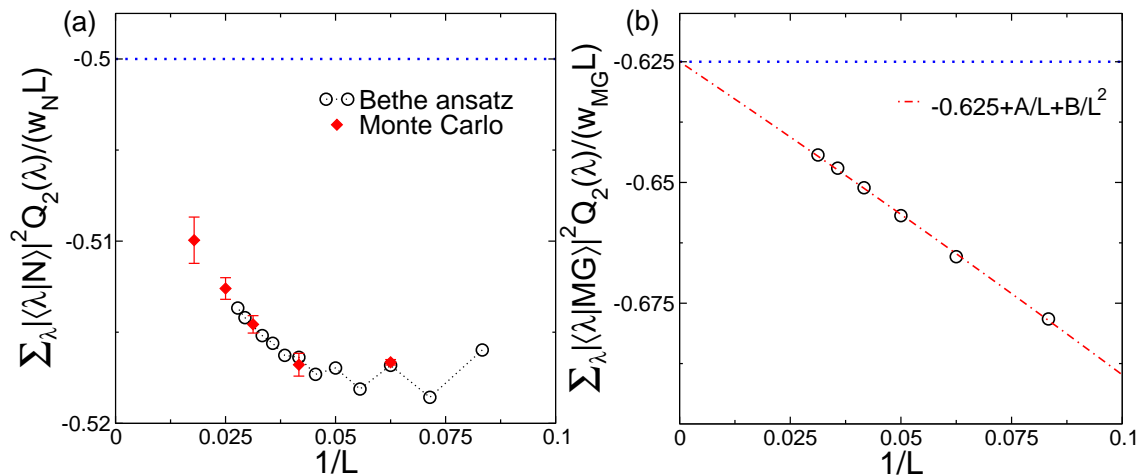 (a)
Σλ|⟨λ|N⟩|²Q₂(λ)/(w_N L)
-0.5
-0.51
-0.52
Bethe ansatz
Monte Carlo
0
0.025
0.05
0.075
0.1
1/L
(b)
Σλ|⟨λ|MG⟩|²Q₂(λ)/(w_MG L)
-0.625
-0.65
-0.675
-0.625+A/L+B/L²
0
0.025
0.05
0.075
0.1
1/L